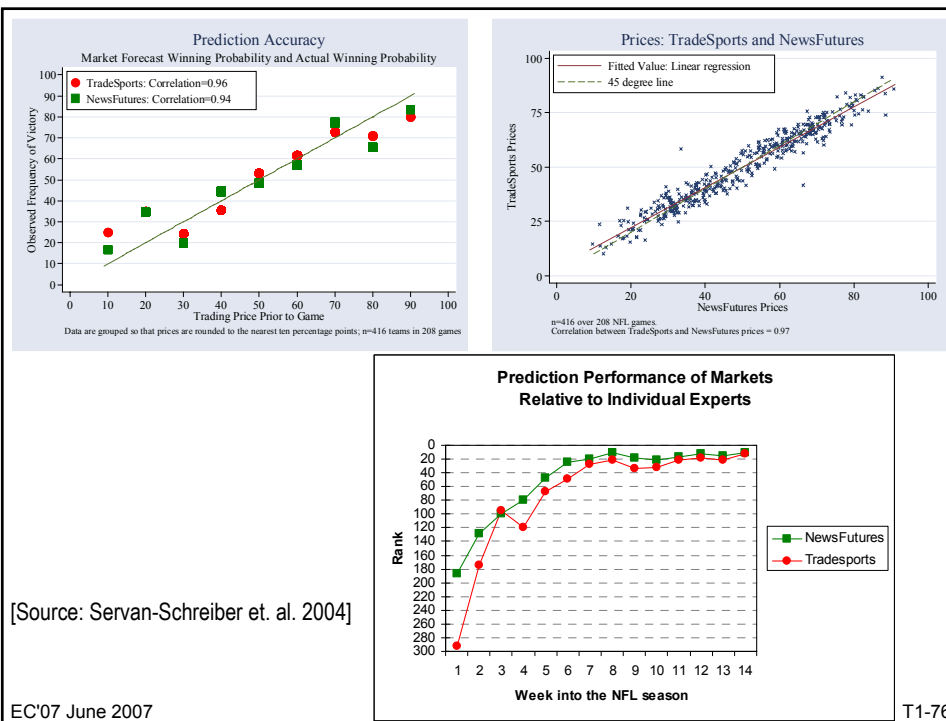 Prediction Accuracy
Market Forecast Winning Probability and Actual Winning Probability
TradeSports: Correlation=0.96
NewsFutures: Correlation=0.94
Observed Frequency of Victory
100
90
80
70
60
50
40
30
20
10
0
0 10 20 30 40 50 60 70 80 90 100
Trading Price Prior to Game
Data are grouped so that prices are rounded to the nearest ten percentage points; n=416 teams in 208 games
Prices: TradeSports and NewsFutures
Fitted Value: Linear regression
45 degree line
TradeSports Prices
100
75
50
25
0
0 20 40 60 80 100
NewsFutures Prices
n=416 over 208 NFL games.
Correlation between TradeSports and NewsFutures prices = 0.97
Prediction Performance of Markets
Relative to Individual Experts
Rank
0
20
40
60
80
100
120
140
160
180
200
220
240
260
280
300
1 2 3 4 5 6 7 8 9 10 11 12 13 14
Week into the NFL season
NewsFutures
Tradesports
[Source: Servan-Schreiber et. al. 2004]
EC'07 June 2007
T1-76